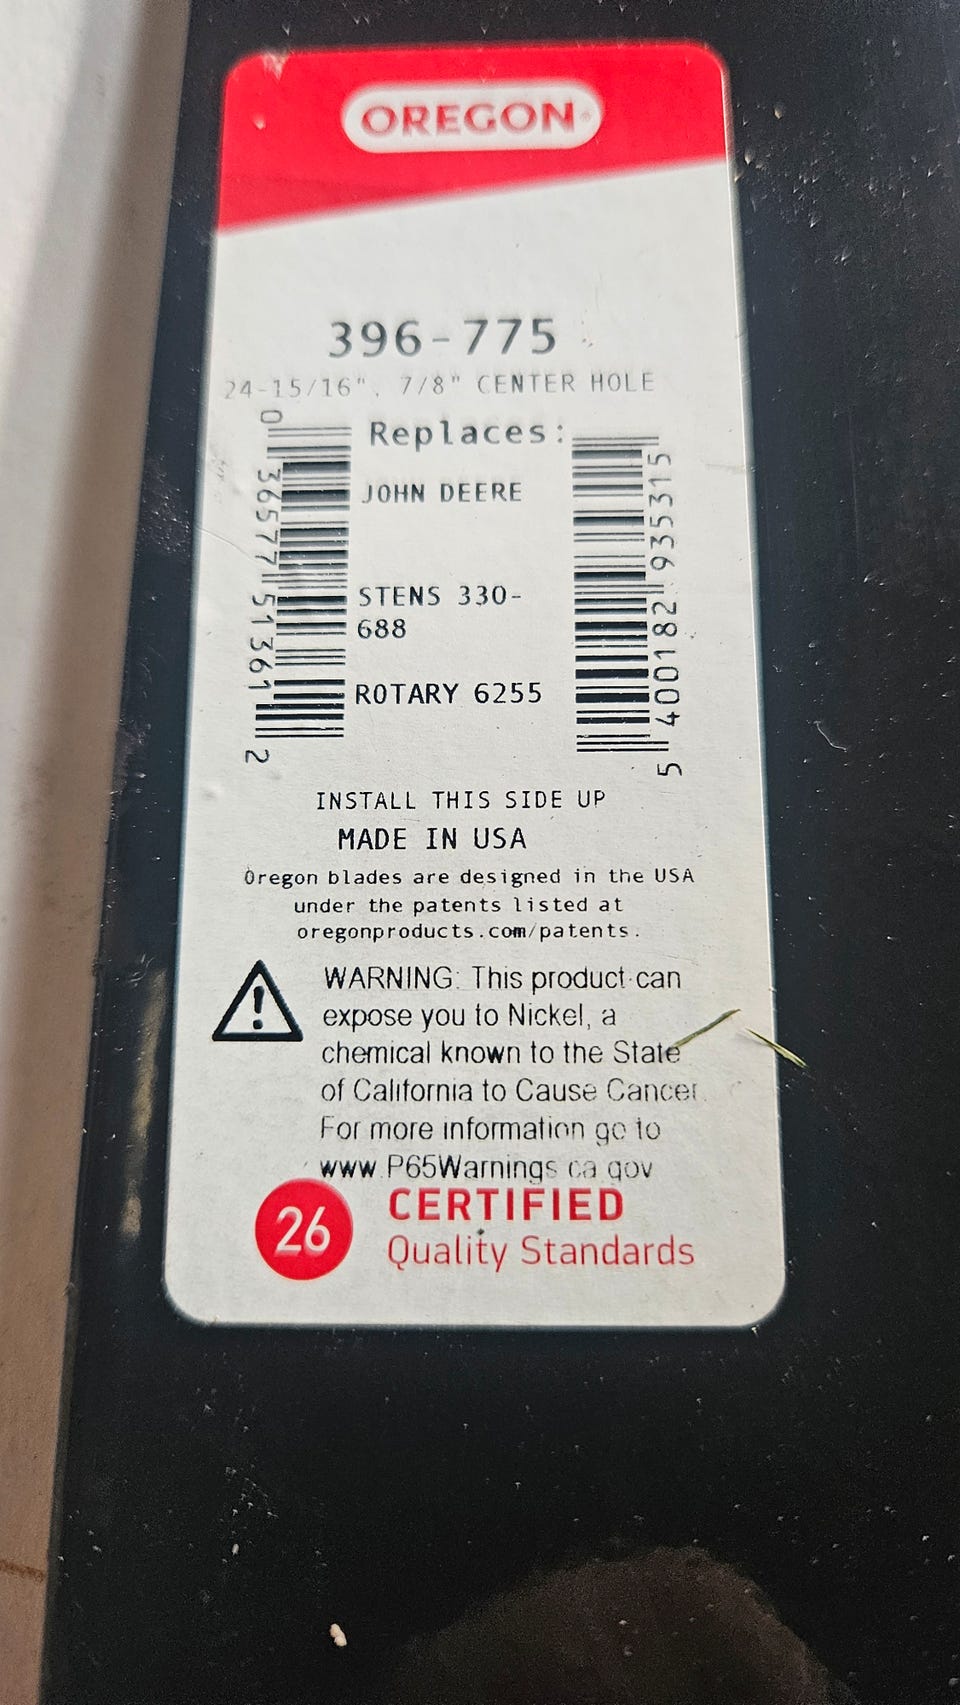 OREGON
396-775
24-15/16", 7/8" CENTER HOLE
Replaces:
JOHN DEERE
STENS 330-
688
ROTARY 6255
0 36577 51361 2
5 400182 935315
INSTALL THIS SIDE UP
MADE IN USA
Oregon blades are designed in the USA
under the patents listed at
oregonproducts.com/patents.
WARNING: This product can
expose you to Nickel, a
chemical known to the State
of California to Cause Cancer.
For more information go to
www.P65Warnings.ca.gov
26 CERTIFIED
Quality Standards